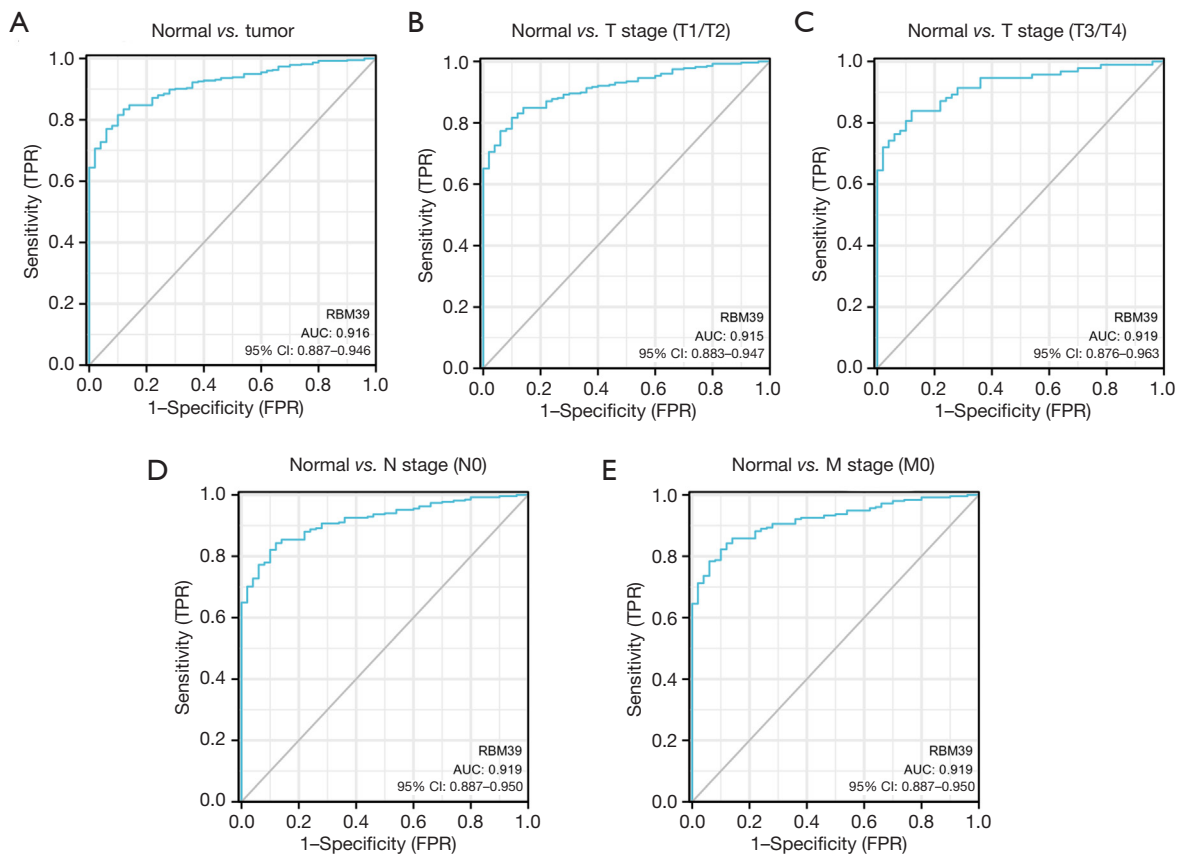 A
Normal vs. tumor
Sensitivity (TPR)
1.0
0.8
0.6
0.4
0.2
0.0
RBM39
AUC: 0.916
95% CI: 0.887–0.946
0.0 0.2 0.4 0.6 0.8 1.0
1–Specificity (FPR)
B
Normal vs. T stage (T1/T2)
Sensitivity (TPR)
1.0
0.8
0.6
0.4
0.2
0.0
RBM39
AUC: 0.915
95% CI: 0.883–0.947
0.0 0.2 0.4 0.6 0.8 1.0
1–Specificity (FPR)
C
Normal vs. T stage (T3/T4)
Sensitivity (TPR)
1.0
0.8
0.6
0.4
0.2
0.0
RBM39
AUC: 0.919
95% CI: 0.876–0.963
0.0 0.2 0.4 0.6 0.8 1.0
1–Specificity (FPR)
D
Normal vs. N stage (N0)
Sensitivity (TPR)
1.0
0.8
0.6
0.4
0.2
0.0
RBM39
AUC: 0.919
95% CI: 0.887–0.950
0.0 0.2 0.4 0.6 0.8 1.0
1–Specificity (FPR)
E
Normal vs. M stage (M0)
Sensitivity (TPR)
1.0
0.8
0.6
0.4
0.2
0.0
RBM39
AUC: 0.919
95% CI: 0.887–0.950
0.0 0.2 0.4 0.6 0.8 1.0
1–Specificity (FPR)